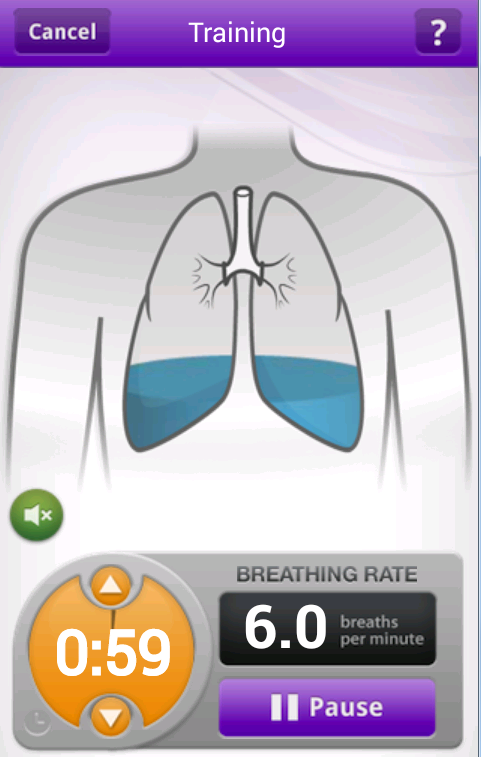 Cancel
Training
?
BREATHING RATE
0:59
6.0 breaths
per minute
Pause